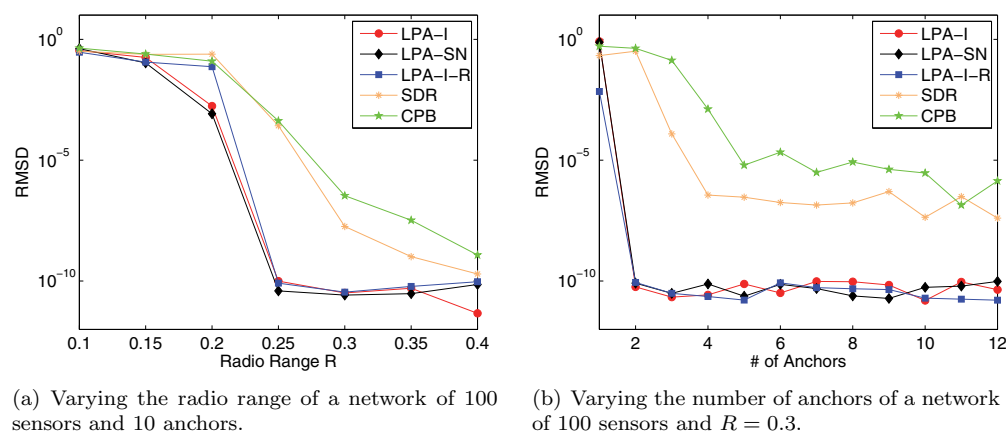 10^0
10^-5
10^-10
RMSD
LPA-I
LPA-SN
LPA-I-R
SDR
CPB
0.1 0.15 0.2 0.25 0.3 0.35 0.4
Radio Range R
(a) Varying the radio range of a network of 100
sensors and 10 anchors.
10^0
10^-5
10^-10
RMSD
LPA-I
LPA-SN
LPA-I-R
SDR
CPB
2 4 6 8 10 12
# of Anchors
(b) Varying the number of anchors of a network
of 100 sensors and R = 0.3.